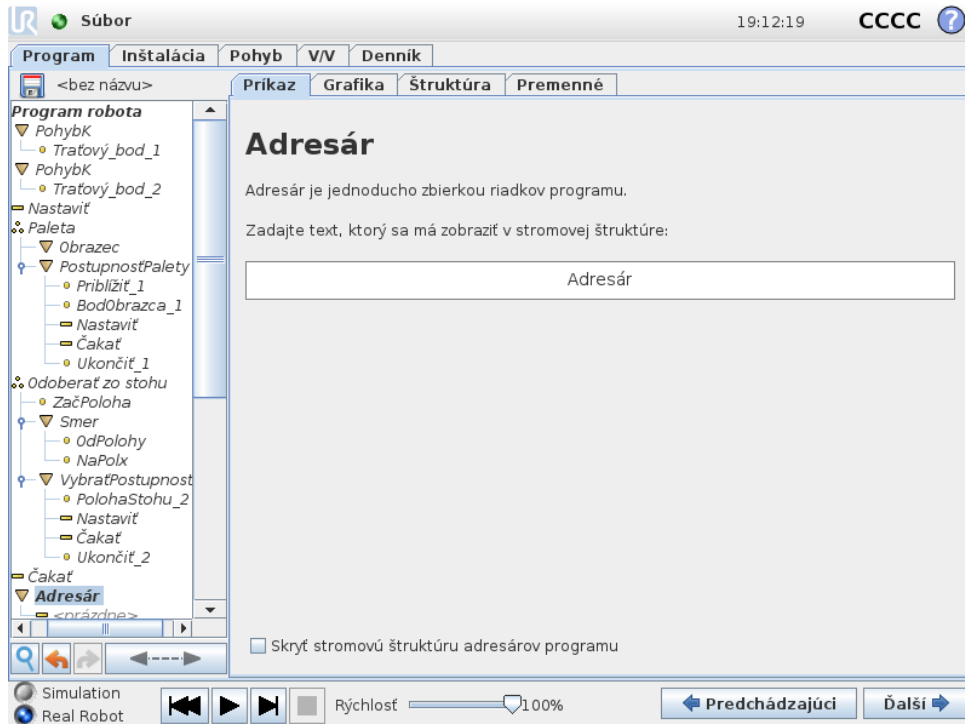 Súbor
19:12:19
CCCC
?
Program
Inštalácia
Pohyb
V/V
Denník
<bez názvu>
Príkaz
Grafika
Štruktúra
Premenné
Program robota
PohybK
Traťový_bod_1
PohybK
Traťový_bod_2
Nastaviť
Paleta
Obrazec
PostupnosťPalety
Priblížiť_1
BodObrazca_1
Nastaviť
Čakať
Ukončiť_1
Odoberať zo stohu
ZačPoloha
Smer
OdPolohy
NaPolx
VybraťPostupnost
PolohaStohu_2
Nastaviť
Čakať
Ukončiť_2
Čakať
Adresár
<prázdne>
Adresár
Adresár je jednoducho zbierkou riadkov programu.
Zadajte text, ktorý sa má zobraziť v stromovej štruktúre:
Adresár
Skryť stromovú štruktúru adresárov programu
Simulation
Real Robot
Rýchlosť
100%
Predchádzajúci
Ďalší